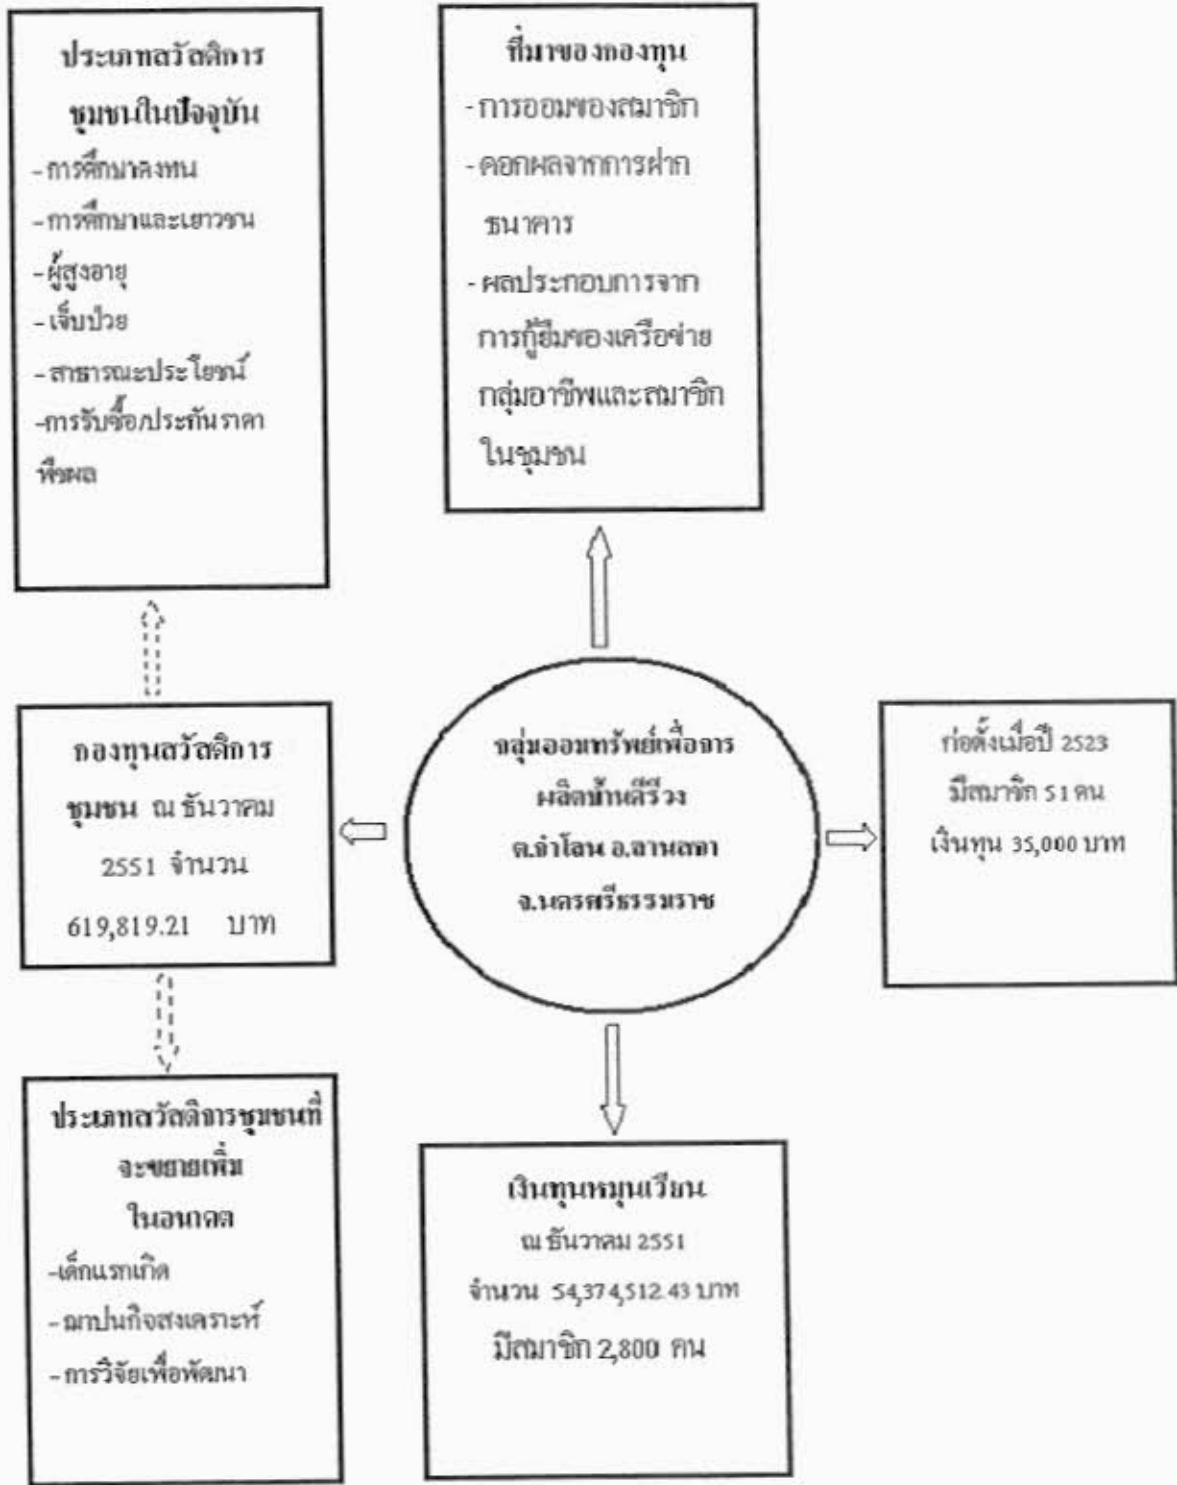 ประเภทสวัสดิการ
ชุมชนในปัจจุบัน
-การศึกษาคงทน
-การศึกษาและเยาวชน
-ผู้สูงอายุ
-เจ็บป่วย
-สาธารณะประโยชน์
-การรับซื้อ/ประกันราคา
พืชผล
ที่มาของกองทุน
-การออมของสมาชิก
-ดอกผลจากการฝาก
ธนาคาร
-ผลประกอบการจาก
การกู้ยืมของเครือข่าย
กลุ่มอาชีพและสมาชิก
ในชุมชน
กองทุนสวัสดิการ
ชุมชน ณ ธันวาคม
2551 จำนวน
619,819.21 บาท
กลุ่มออมทรัพย์เพื่อการ
ผลิตบ้านคีรีวง
ต.กำโลน อ.ลานสกา
จ.นครศรีธรรมราช
ก่อตั้งเมื่อปี 2523
มีสมาชิก 51 คน
เงินทุน 35,000 บาท
ประเภทสวัสดิการชุมชนที่
จะขยายเพิ่ม
ในอนาคต
-เด็กแรกเกิด
-ฌาปนกิจสงเคราะห์
-การวิจัยเพื่อพัฒนา
เงินทุนหมุนเวียน
ณ ธันวาคม 2551
จำนวน 54,374,512.43 บาท
มีสมาชิก 2,800 คน